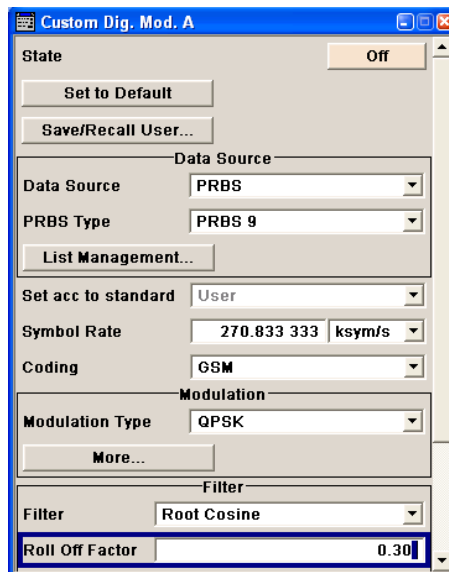 Custom Dig. Mod. A
State Off
Set to Default
Save/Recall User...
Data Source
Data Source PRBS
PRBS Type PRBS 9
List Management...
Set acc to standard User
Symbol Rate 270.833 333 ksym/s
Coding GSM
Modulation
Modulation Type QPSK
More...
Filter
Filter Root Cosine
Roll Off Factor 0.30